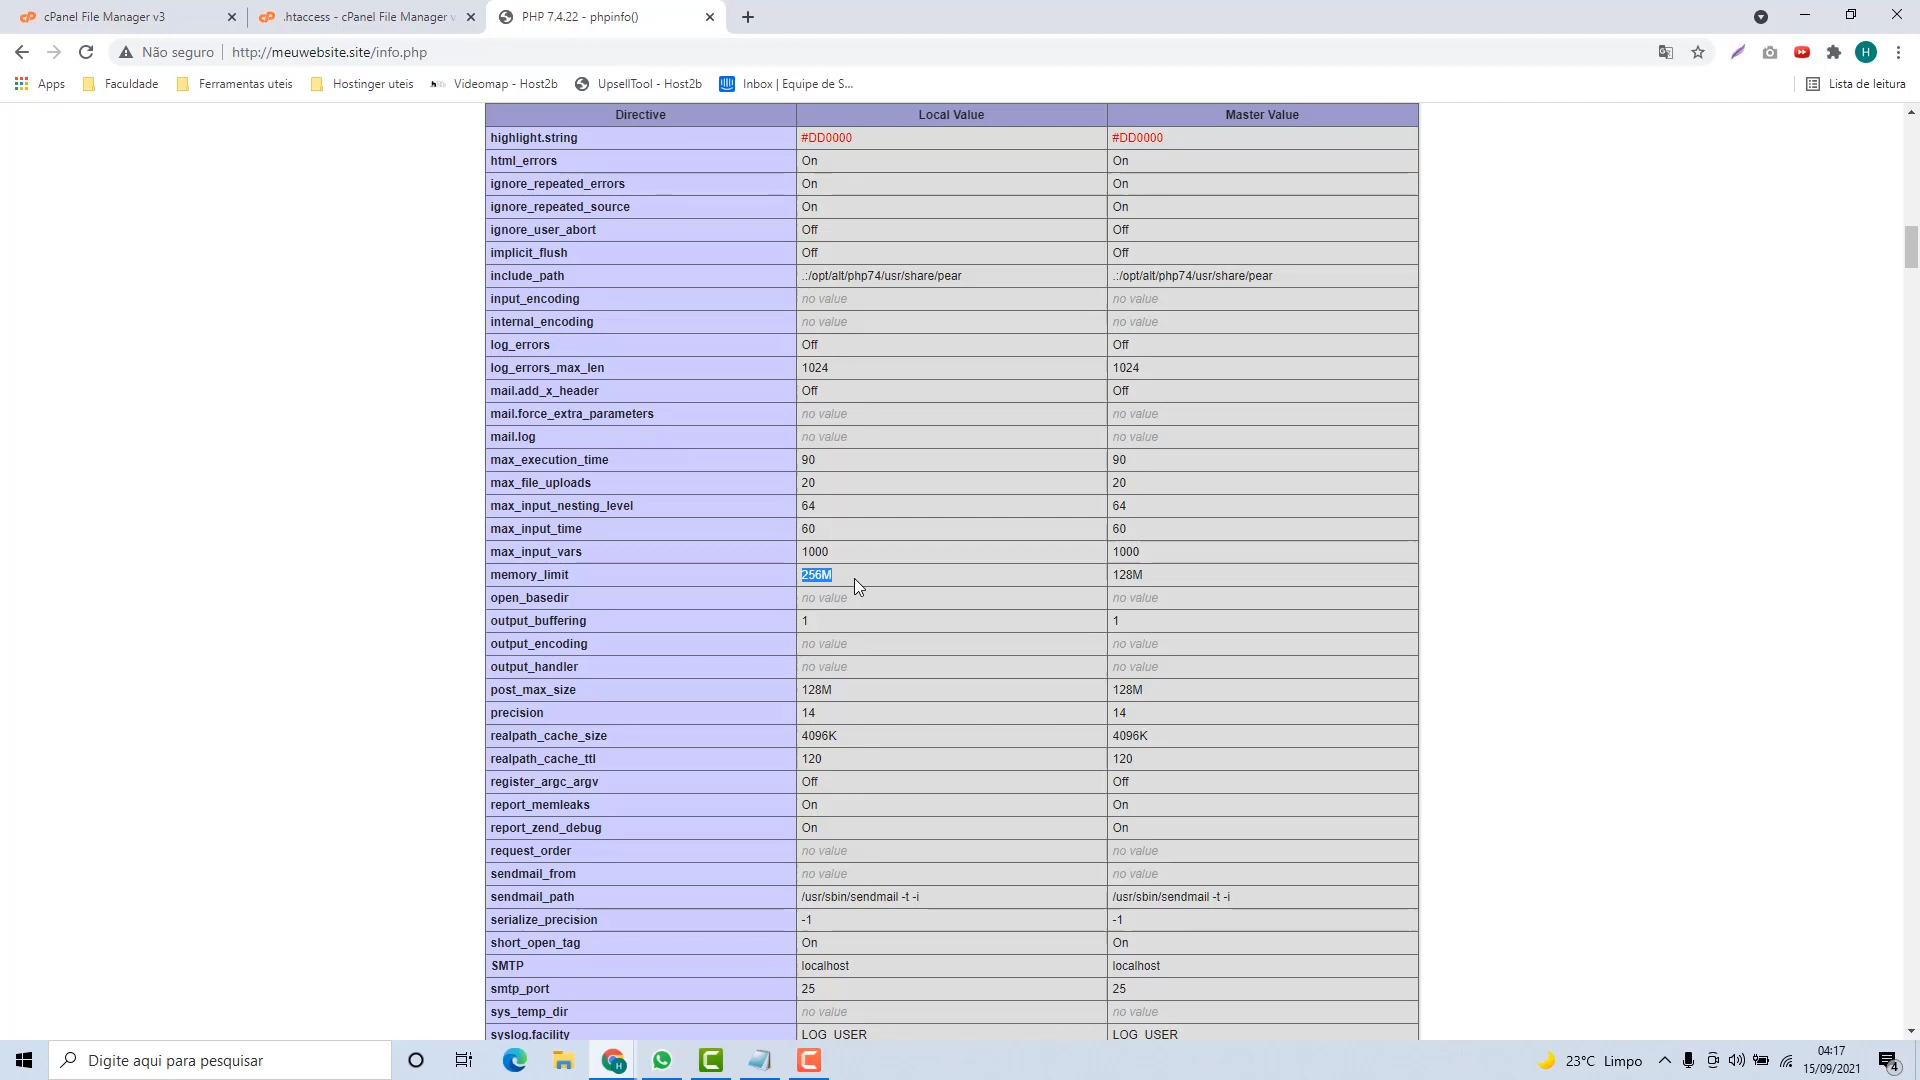 cPanel File Manager v3
.htaccess - cPanel File Manager v
PHP 7.4.22 - phpinfo()
Não seguro http://meuwebsite.site/info.php
H
Apps Faculdade Ferramentas uteis Hostinger uteis Videomap - Host2b UpsellTool - Host2b Inbox | Equipe de S... Lista de leitura
Directive Local Value Master Value
highlight.string #DD0000 #DD0000
html_errors On On
ignore_repeated_errors On On
ignore_repeated_source On On
ignore_user_abort Off Off
implicit_flush Off Off
include_path .:/opt/alt/php74/usr/share/pear .:/opt/alt/php74/usr/share/pear
input_encoding no value no value
internal_encoding no value no value
log_errors Off Off
log_errors_max_len 1024 1024
mail.add_x_header Off Off
mail.force_extra_parameters no value no value
mail.log no value no value
max_execution_time 90 90
max_file_uploads 20 20
max_input_nesting_level 64 64
max_input_time 60 60
max_input_vars 1000 1000
memory_limit 256M 128M
open_basedir no value no value
output_buffering 1 1
output_encoding no value no value
output_handler no value no value
post_max_size 128M 128M
precision 14 14
realpath_cache_size 4096K 4096K
realpath_cache_ttl 120 120
register_argc_argv Off Off
report_memleaks On On
report_zend_debug On On
request_order no value no value
sendmail_from no value no value
sendmail_path /usr/sbin/sendmail -t -i /usr/sbin/sendmail -t -i
serialize_precision -1 -1
short_open_tag On On
SMTP localhost localhost
smtp_port 25 25
sys_temp_dir no value no value
syslog.facility LOG_USER LOG_USER
Digite aqui para pesquisar
23°C Limpo
04:17
15/09/2021
4